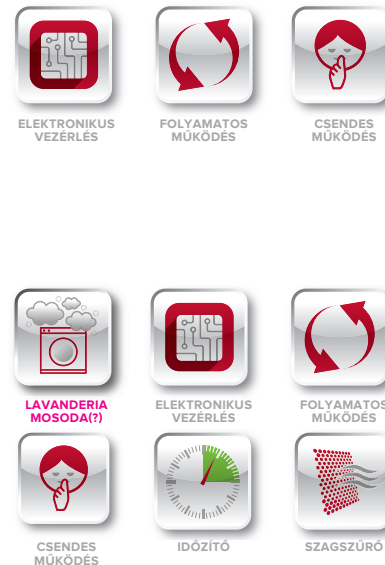 ELEKTRONIKUS
VEZÉRLÉS
FOLYAMATOS
MŰKÖDÉS
CSENDES
MŰKÖDÉS
LAVANDERIA
MOSODA(?)
ELEKTRONIKUS
VEZÉRLÉS
FOLYAMATOS
MŰKÖDÉS
CSENDES
MŰKÖDÉS
IDŐZÍTŐ
SZAGSZŰRŐ